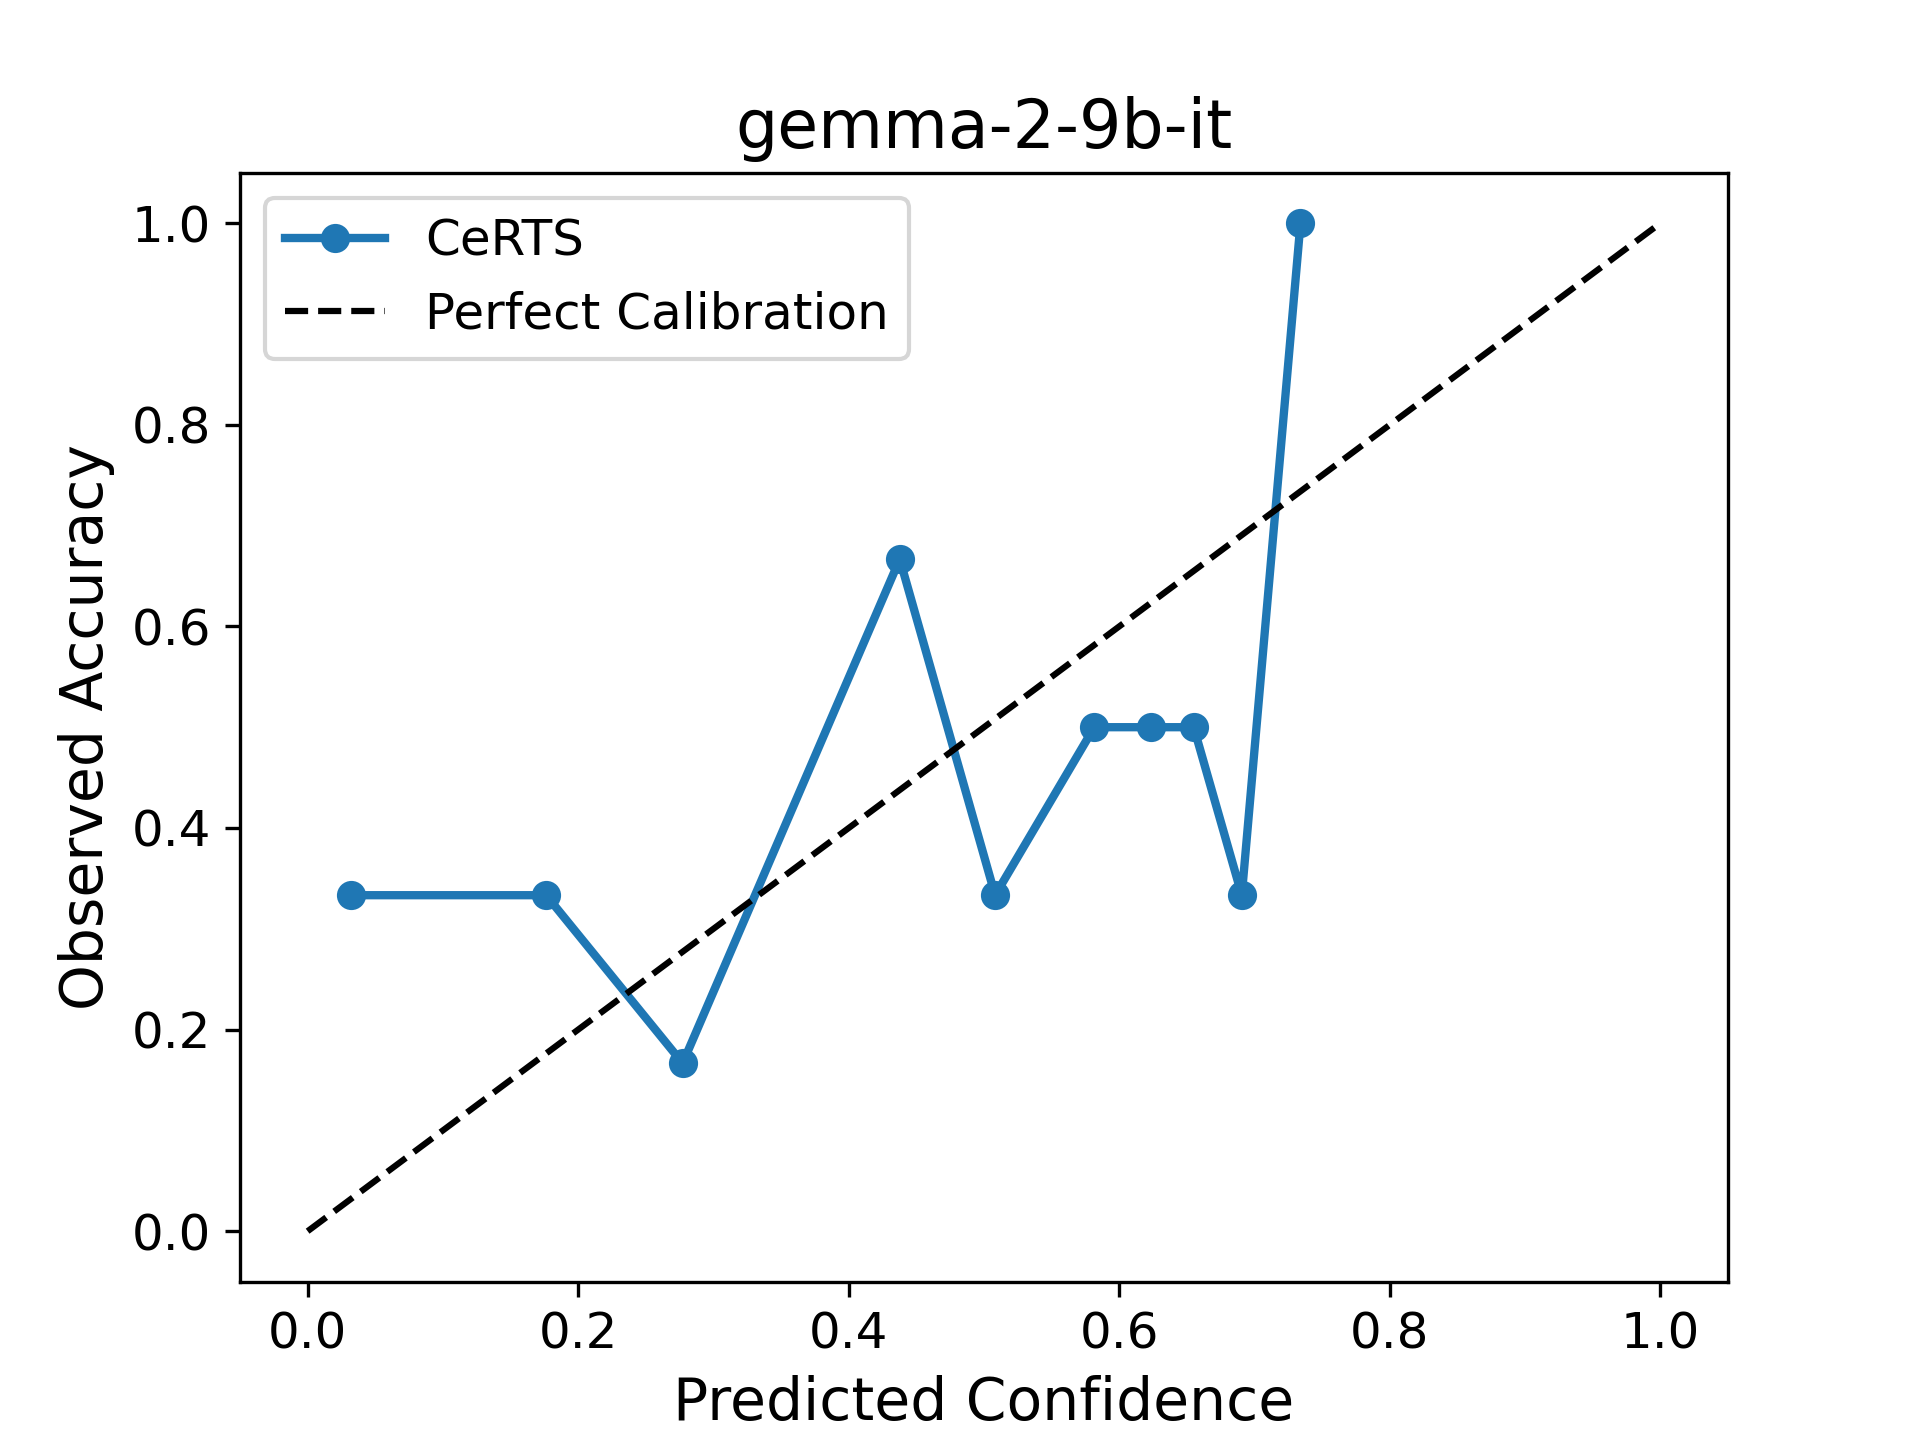 gemma-2-9b-it
CeRTS
Perfect Calibration
1.0
0.8
0.6
0.4
0.2
0.0
Observed Accuracy
0.0 0.2 0.4 0.6 0.8 1.0
Predicted Confidence